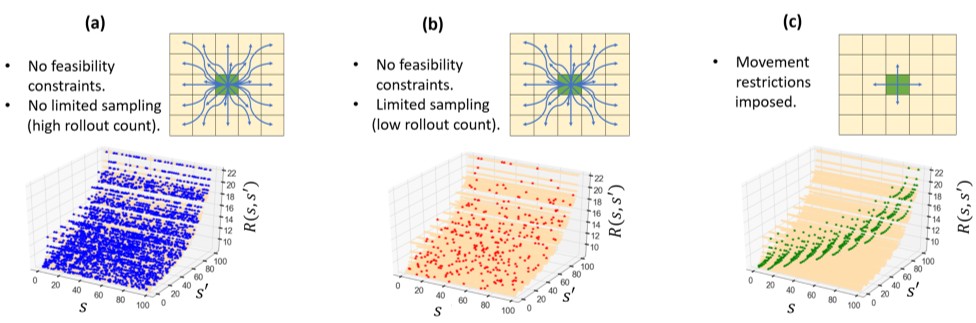 (a)
• No feasibility
constraints.
• No limited sampling
(high rollout count).
22
20
18
16
14
12
10
R(s,s′)
0
20
40
60
80
100
S
0
20
40
60
80
100
S′
(b)
• No feasibility
constraints.
• Limited sampling
(low rollout count).
22
20
18
16
14
12
10
R(s,s′)
0
20
40
60
80
100
S
0
20
40
60
80
100
S′
(c)
• Movement
restrictions
imposed.
22
20
18
16
14
12
10
R(s,s′)
0
20
40
60
80
100
S
0
20
40
60
80
100
S′